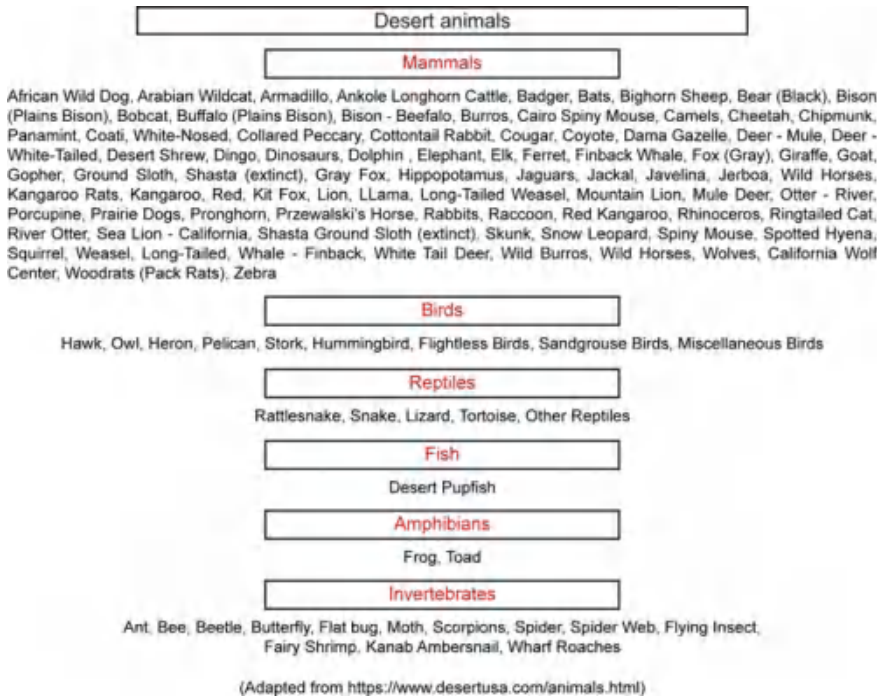 Desert animals
Mammals
African Wild Dog, Arabian Wildcat, Armadillo, Ankole Longhorn Cattle, Badger, Bats, Bighorn Sheep, Bear (Black), Bison
(Plains Bison), Bobcat, Buffalo (Plains Bison), Bison - Beefalo, Burros, Cairo Spiny Mouse, Camels, Cheetah, Chipmunk,
Panamint, Coati, White-Nosed, Collared Peccary, Cottontail Rabbit, Cougar, Coyote, Dama Gazelle, Deer - Mule, Deer -
White-Tailed, Desert Shrew, Dingo, Dinosaurs, Dolphin , Elephant, Elk, Ferret, Finback Whale, Fox (Gray), Giraffe, Goat,
Gopher, Ground Sloth, Shasta (extinct), Gray Fox, Hippopotamus, Jaguars, Jackal, Javelina, Jerboa, Wild Horses,
Kangaroo Rats, Kangaroo, Red, Kit Fox, Lion, LLama, Long-Tailed Weasel, Mountain Lion, Mule Deer, Otter - River,
Porcupine, Prairie Dogs, Pronghorn, Przewalski's Horse, Rabbits, Raccoon, Red Kangaroo, Rhinoceros, Ringtailed Cat,
River Otter, Sea Lion - California, Shasta Ground Sloth (extinct), Skunk, Snow Leopard, Spiny Mouse, Spotted Hyena,
Squirrel, Weasel, Long-Tailed, Whale - Finback, White Tail Deer, Wild Burros, Wild Horses, Wolves, California Wolf
Center, Woodrats (Pack Rats), Zebra
Birds
Hawk, Owl, Heron, Pelican, Stork, Hummingbird, Flightless Birds, Sandgrouse Birds, Miscellaneous Birds
Reptiles
Rattlesnake, Snake, Lizard, Tortoise, Other Reptiles
Fish
Desert Pupfish
Amphibians
Frog, Toad
Invertebrates
Ant, Bee, Beetle, Butterfly, Flat bug, Moth, Scorpions, Spider, Spider Web, Flying Insect,
Fairy Shrimp, Kanab Ambersnail, Wharf Roaches
(Adapted from https://www.desertusa.com/animals.html)